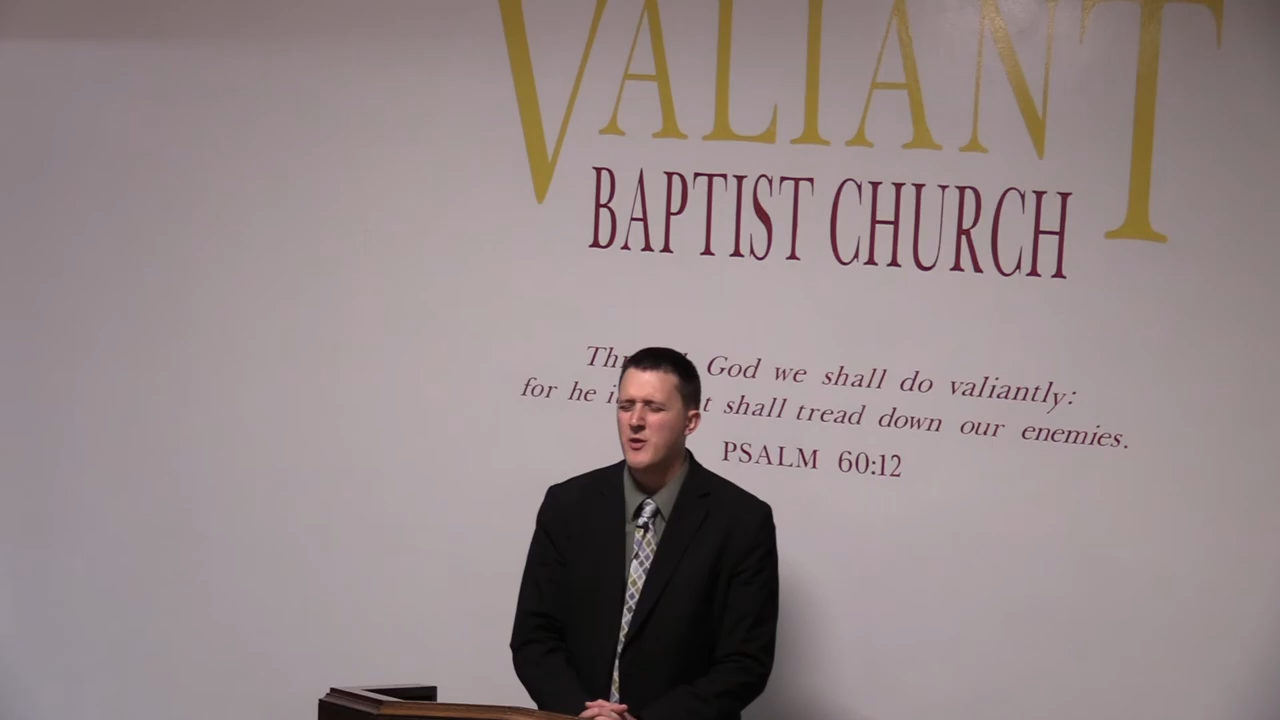 VALIANT
BAPTIST CHURCH
God we shall do valiantly:
for he shall tread down our enemies.
PSALM 60:12